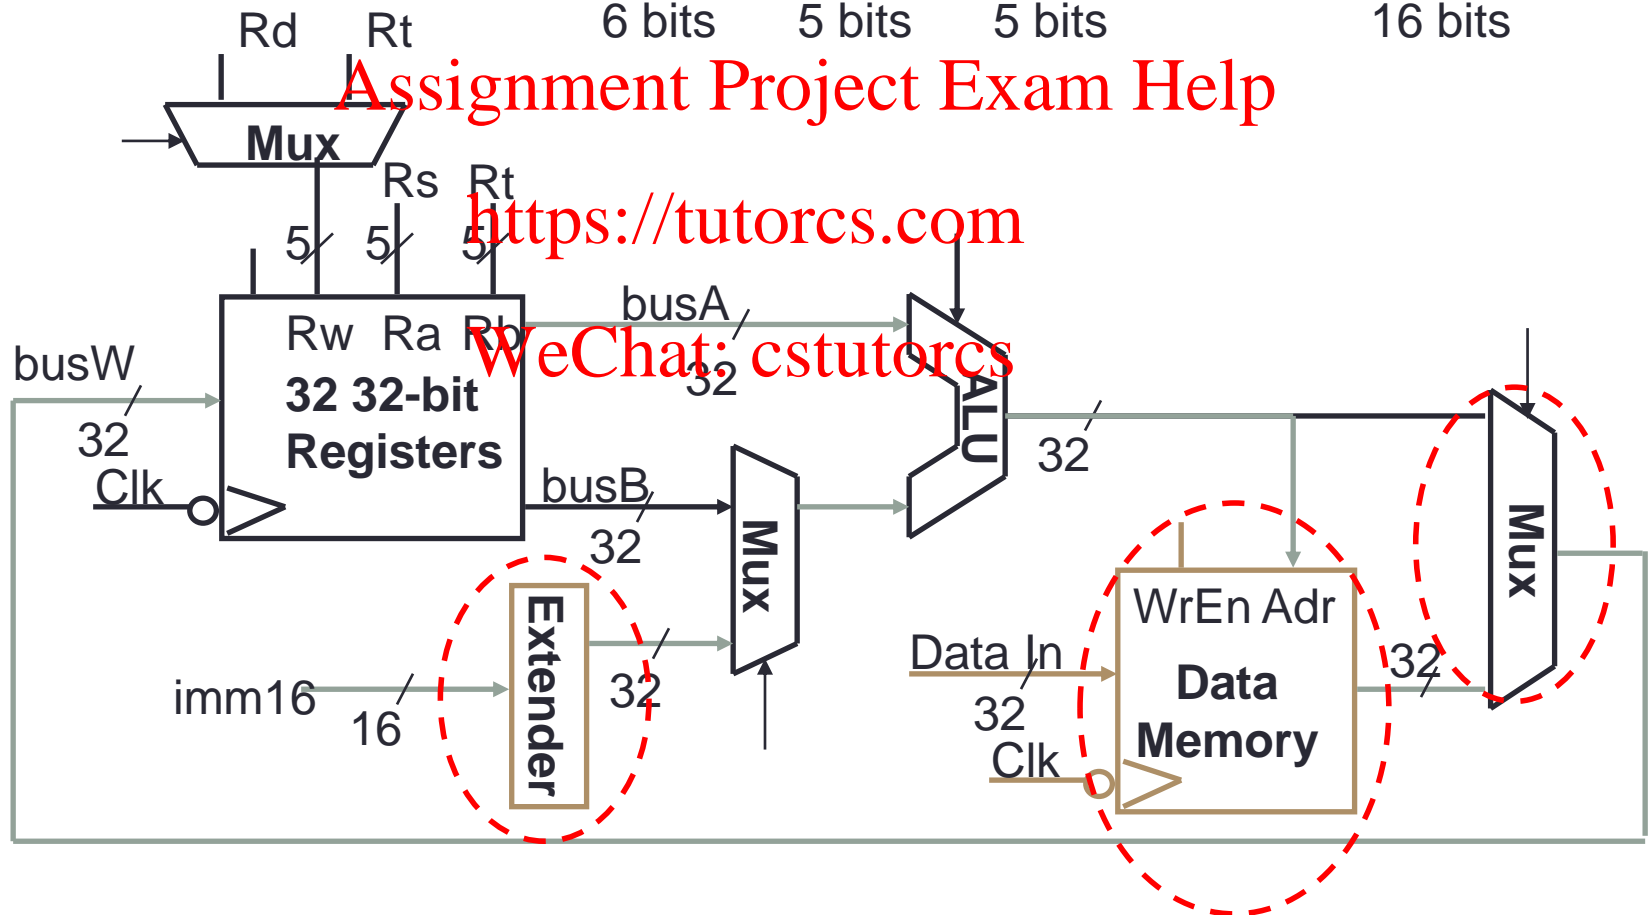 6 bits 5 bits 5 bits 16 bits
Rd Rt
Assignment Project Exam Help
Mux
Rs Rt
https://tutorcs.com
5 5 5
busA
Rw Ra Rb
WeChat: cstutorcs
busW
32
32 32-bit
ALU
32
Registers
32
Clk
busB
32
Mux
Mux
Extender
WrEn Adr
Data In
32
Data
32
imm16
16
32
Memory
Clk